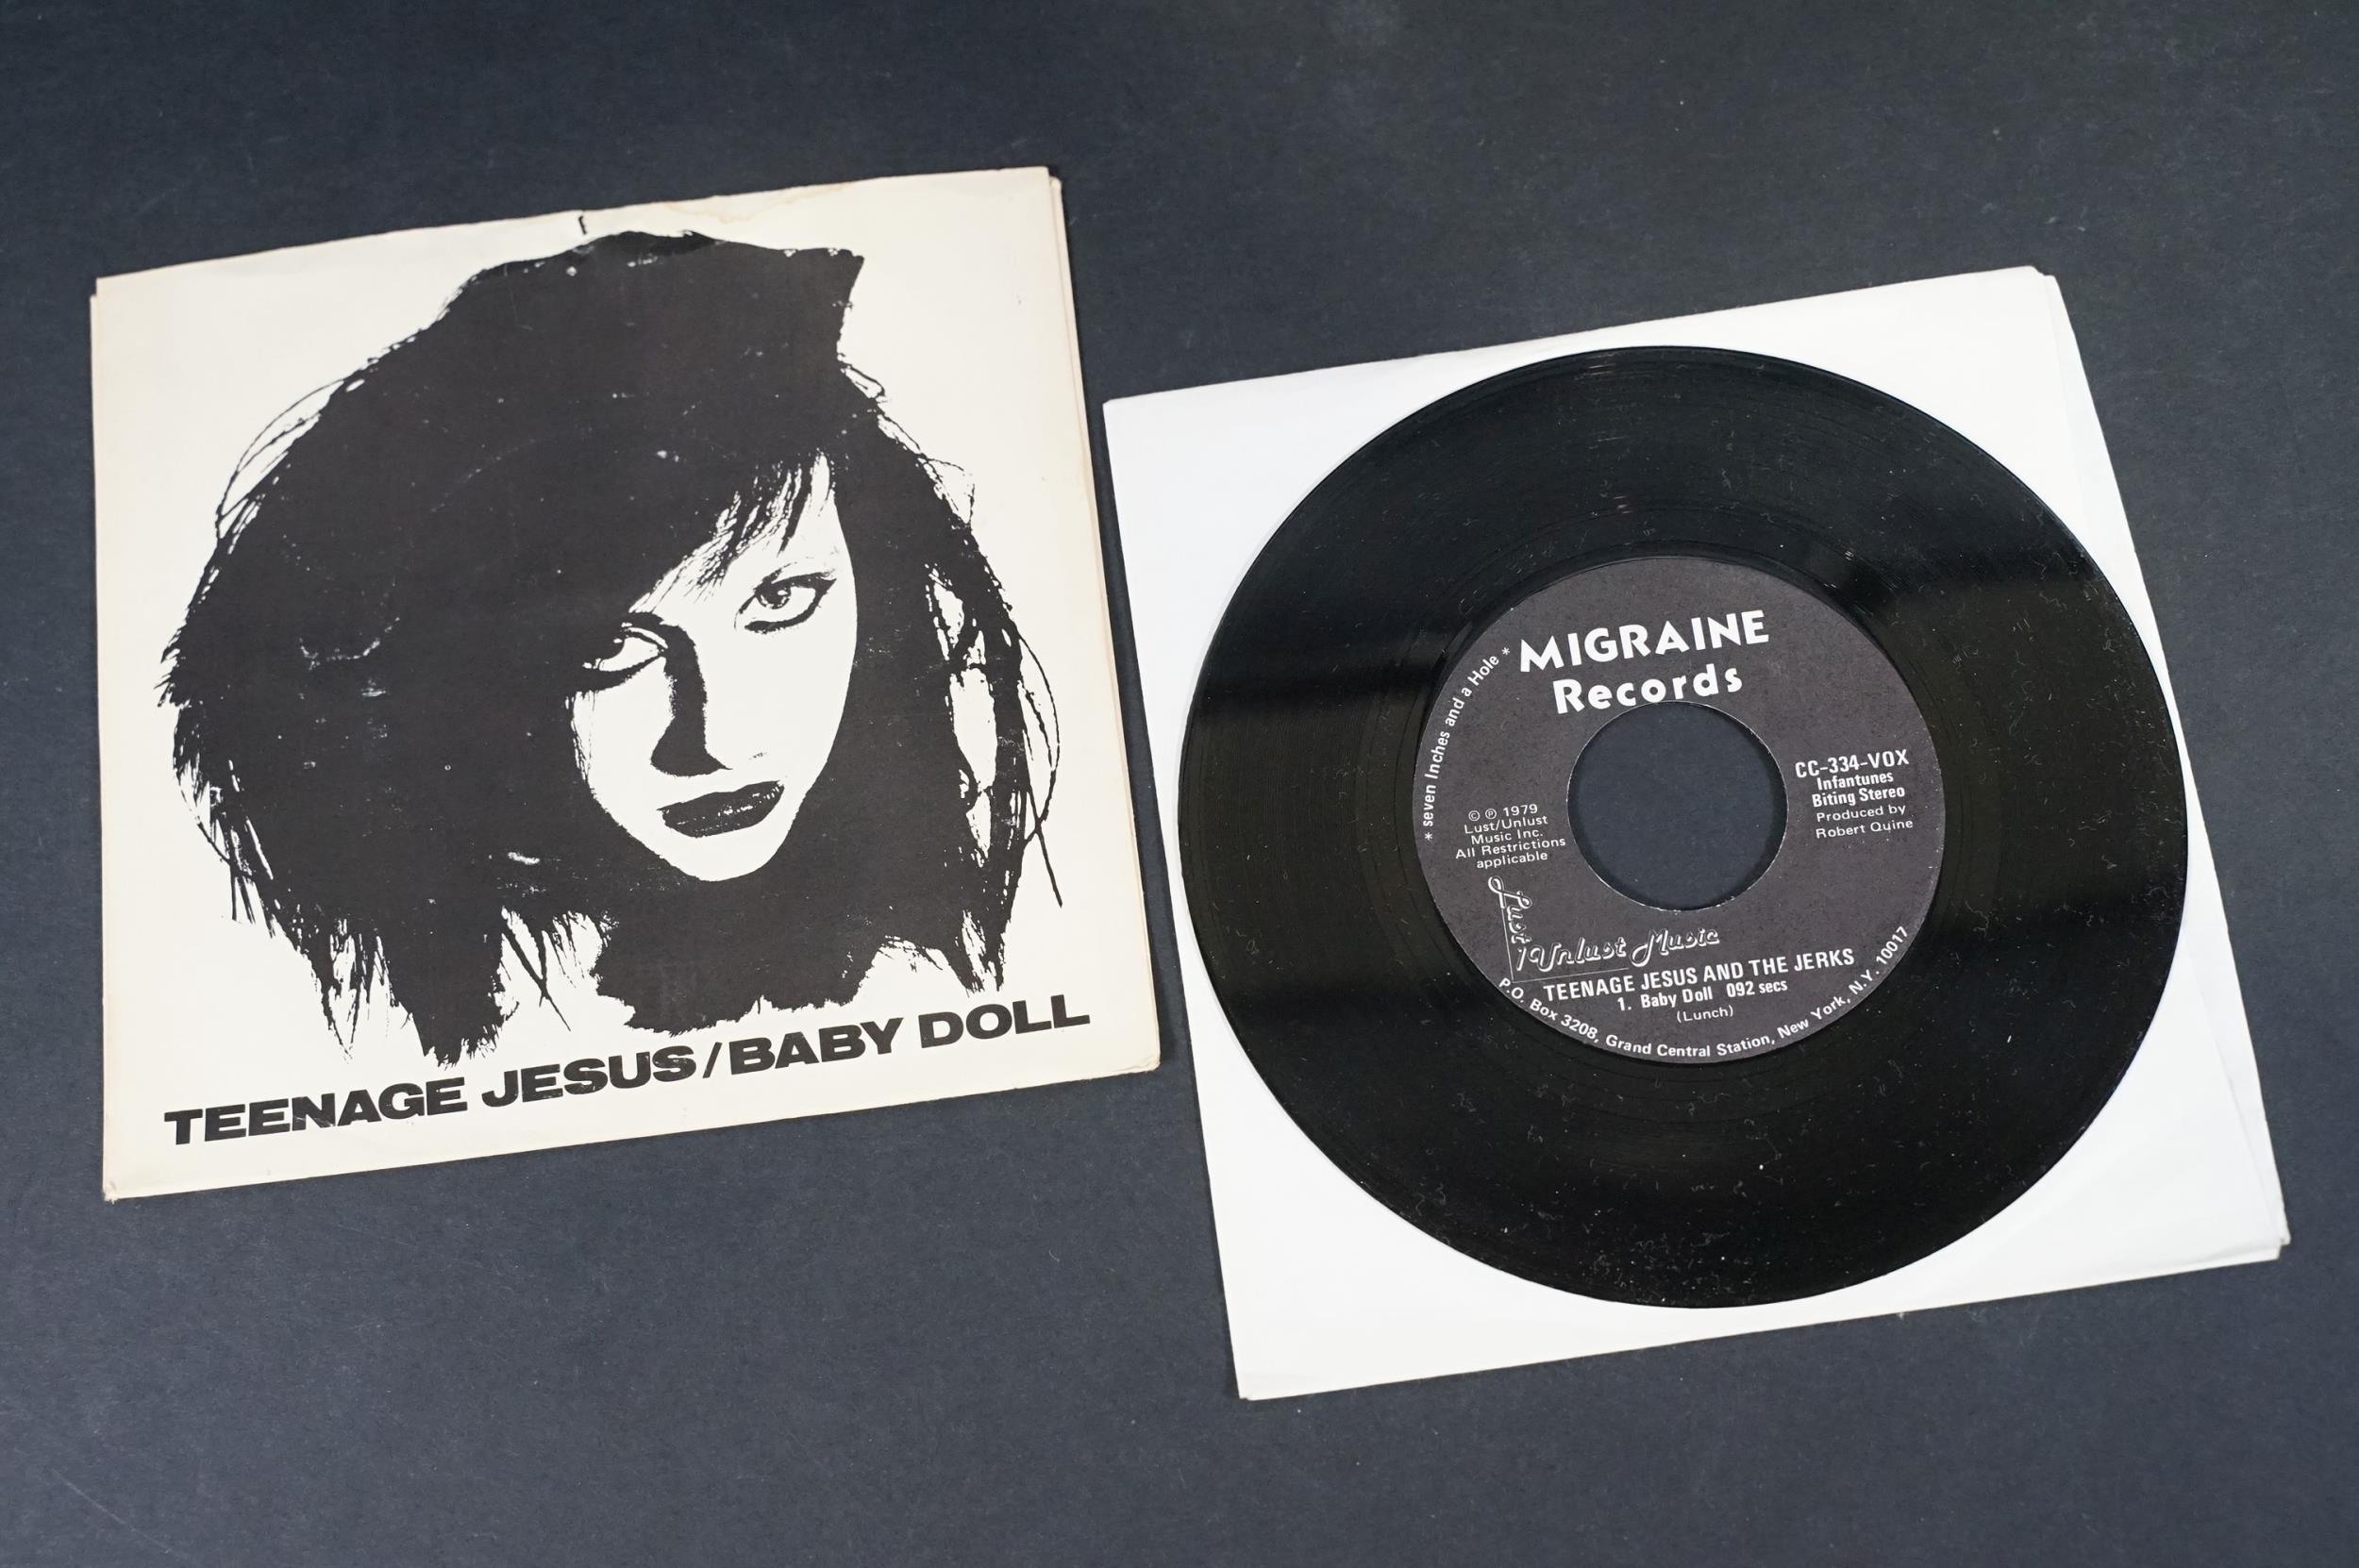 TEENAGE JESUS/BABY DOLL
MIGRAINE
Records
* seven Inches and a Hole *
CC-334-VOX
Infantunes
Biting Stereo
Produced by
Robert Quine
© ℗ 1979
Lust/Unlust
Music Inc.
All Restrictions
applicable
Lust/Unlust Music
TEENAGE JESUS AND THE JERKS
1. Baby Doll 092 secs
(Lunch)
P.O. Box 3208, Grand Central Station, New York, N.Y. 10017